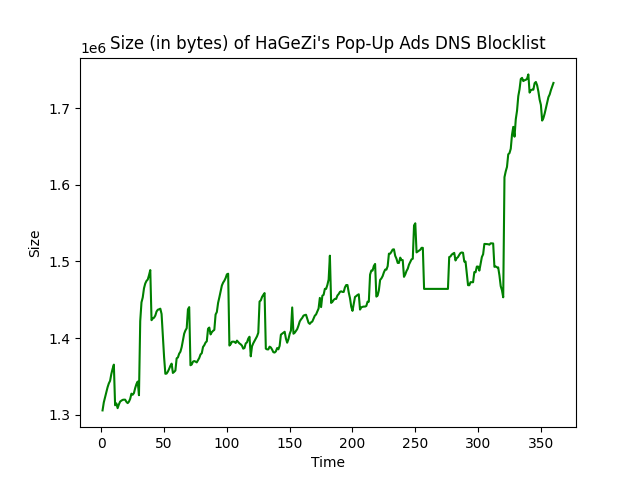 Size (in bytes) of HaGeZi's Pop-Up Ads DNS Blocklist
1e6
1.7
1.6
1.5
1.4
1.3
Size
0 50 100 150 200 250 300 350
Time